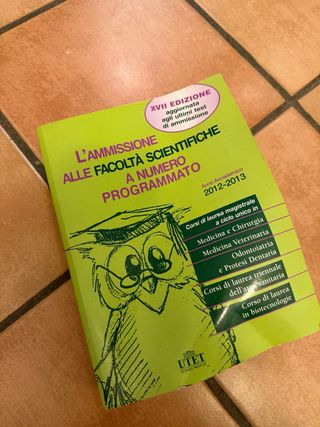 XVII EDIZIONE
aggiornata
agli ultimi test
di ammissione
L'AMMISSIONE
ALLE FACOLTÀ SCIENTIFICHE
A NUMERO
PROGRAMMATO
Anno Accademico
2012-2013
Corsi di laurea magistrale
a ciclo unico in
Medicina e Chirurgia
Medicina Veterinaria
Odontoiatria
e Protesi Dentaria
Corsi di laurea triennale
dell'area sanitaria
Corso di laurea
in biotecnologie
UTET